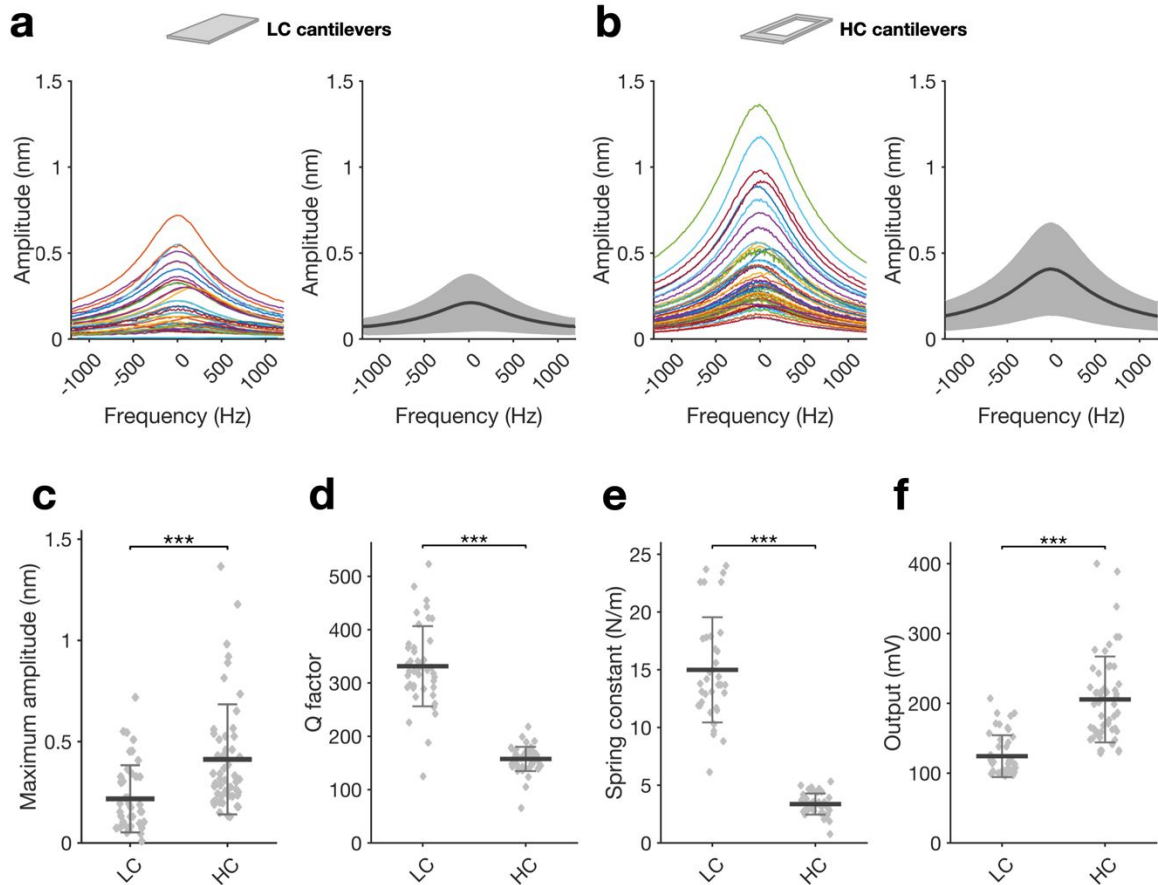 a
LC cantilevers
b
HC cantilevers
1.5
1
0.5
0
Amplitude (nm)
-1000
-500
0
500
1000
Frequency (Hz)
1.5
1
0.5
0
Amplitude (nm)
-1000
-500
0
500
1000
Frequency (Hz)
1.5
1
0.5
0
Amplitude (nm)
-1000
-500
0
500
1000
Frequency (Hz)
1.5
1
0.5
0
Amplitude (nm)
-1000
-500
0
500
1000
Frequency (Hz)
c
***
1.5
1
0.5
0
Maximum amplitude (nm)
LC
HC
d
***
500
400
300
200
100
0
Q factor
LC
HC
e
***
25
20
15
10
5
0
Spring constant (N/m)
LC
HC
f
***
400
300
200
100
0
Output (mV)
LC
HC